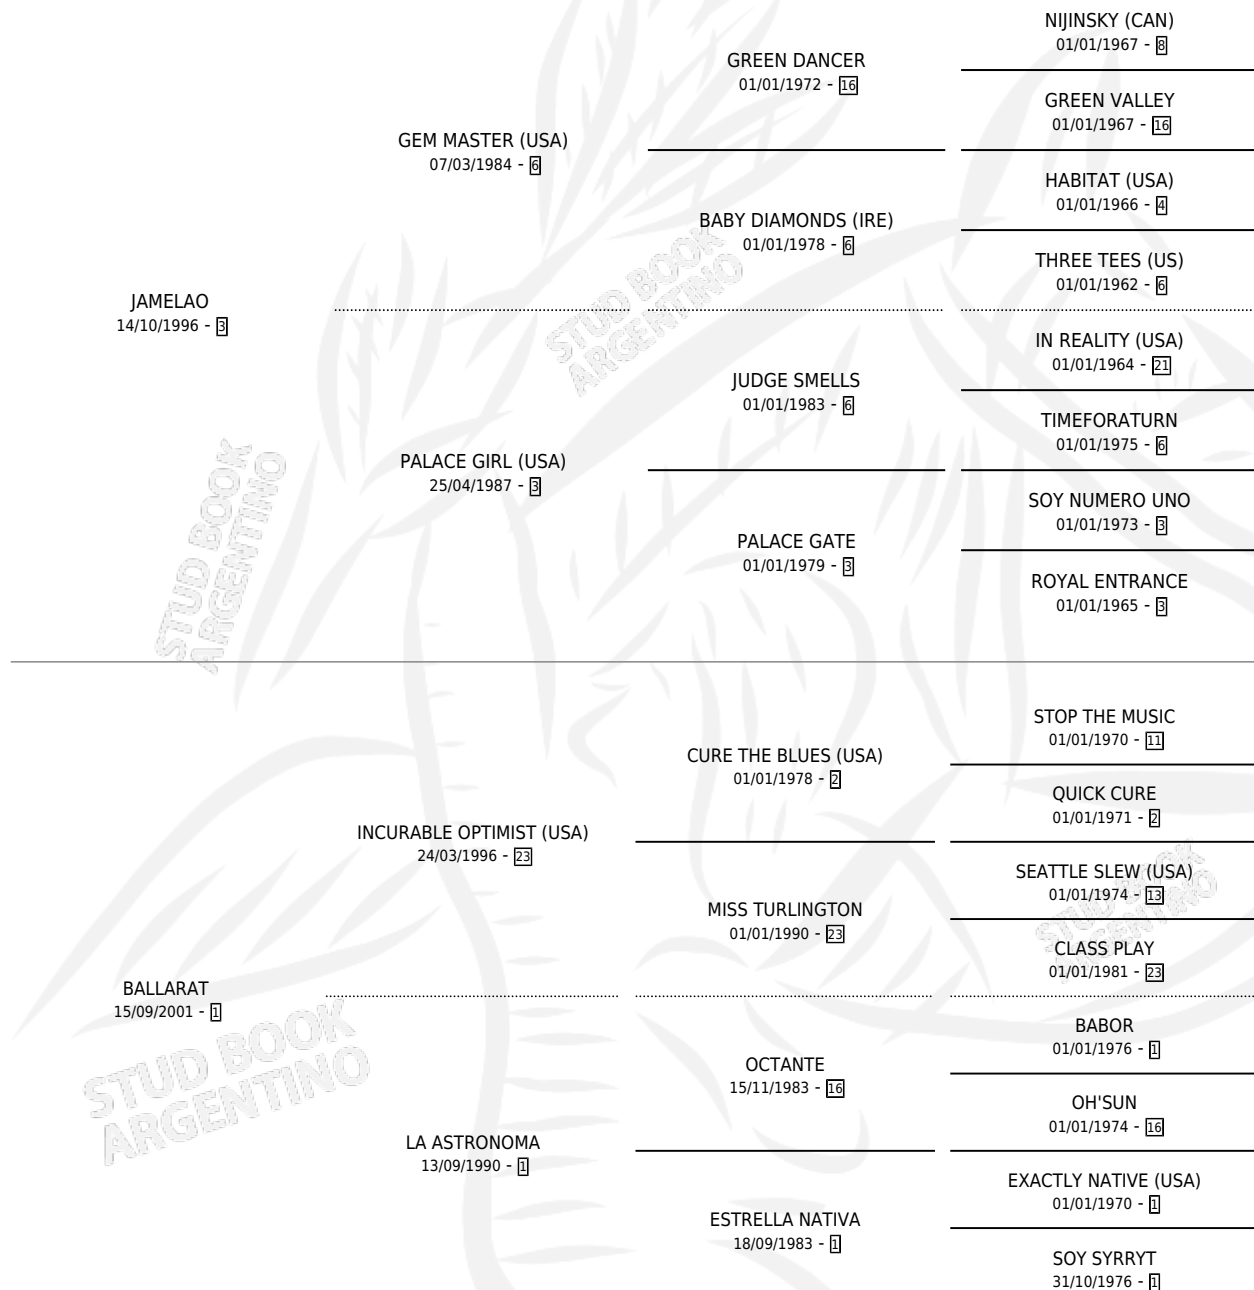 NIJINSKY (CAN)
01/01/1967 - 8
GREEN DANCER
01/01/1972 - 16
GREEN VALLEY
01/01/1967 - 16
GEM MASTER (USA)
07/03/1984 - 6
HABITAT (USA)
01/01/1966 - 4
BABY DIAMONDS (IRE)
01/01/1978 - 6
THREE TEES (US)
01/01/1962 - 6
JAMELAO
14/10/1996 - 3
IN REALITY (USA)
01/01/1964 - 21
JUDGE SMELLS
01/01/1983 - 6
TIMEFORATURN
01/01/1975 - 6
PALACE GIRL (USA)
25/04/1987 - 3
SOY NUMERO UNO
01/01/1973 - 3
PALACE GATE
01/01/1979 - 3
ROYAL ENTRANCE
01/01/1965 - 3
STOP THE MUSIC
01/01/1970 - 11
CURE THE BLUES (USA)
01/01/1978 - 2
QUICK CURE
01/01/1971 - 2
INCURABLE OPTIMIST (USA)
24/03/1996 - 23
SEATTLE SLEW (USA)
01/01/1974 - 13
MISS TURLINGTON
01/01/1990 - 23
CLASS PLAY
01/01/1981 - 23
BALLARAT
15/09/2001 - 1
BABOR
01/01/1976 - 1
OCTANTE
15/11/1983 - 16
OH'SUN
01/01/1974 - 16
LA ASTRONOMA
13/09/1990 - 1
EXACTLY NATIVE (USA)
01/01/1970 - 1
ESTRELLA NATIVA
18/09/1983 - 1
SOY SYRRYT
31/10/1976 - 1
STUD BOOK
ARGENTINO
STUD BOOK
ARGENTINO
STUD BOOK
ARGENTINO
STUD BOOK
ARGENTINO